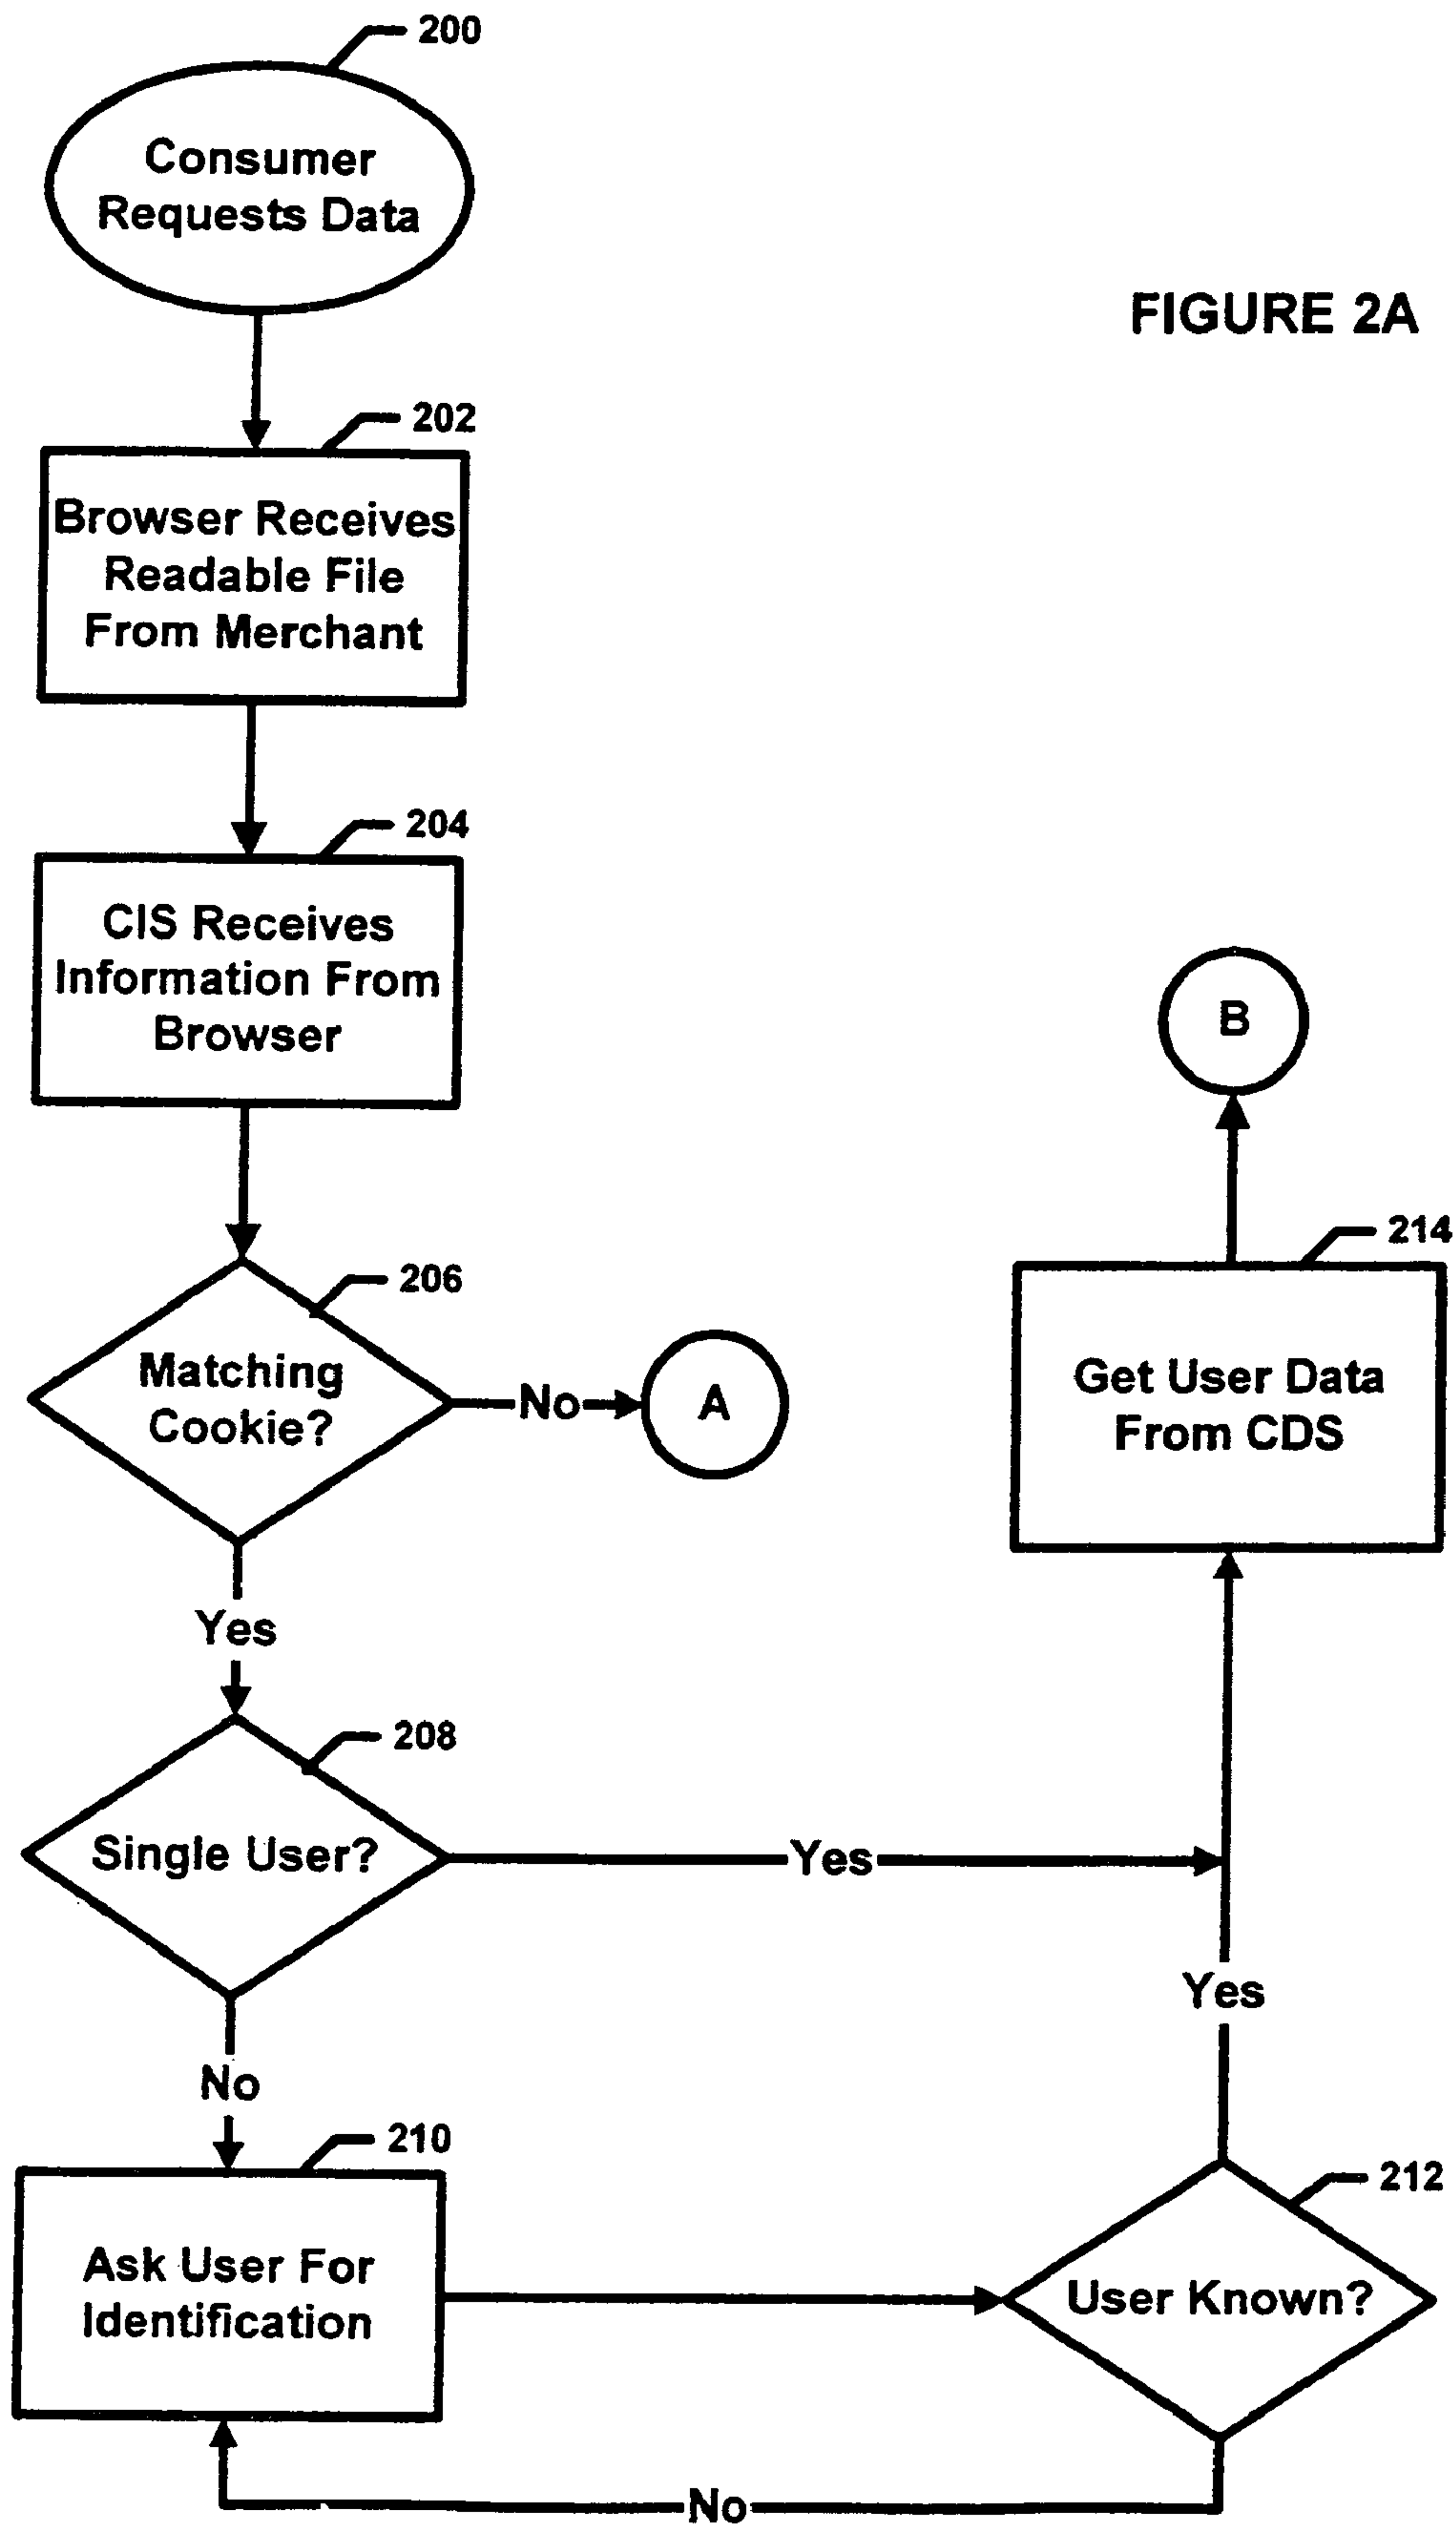 200
Consumer
Requests Data
FIGURE 2A
202
Browser Receives
Readable File
From Merchant
204
CIS Receives
Information From
Browser
B
206
Matching
Cookie?
No
A
214
Get User Data
From CDS
Yes
208
Single User?
Yes
Yes
No
210
Ask User For
Identification
212
User Known?
No